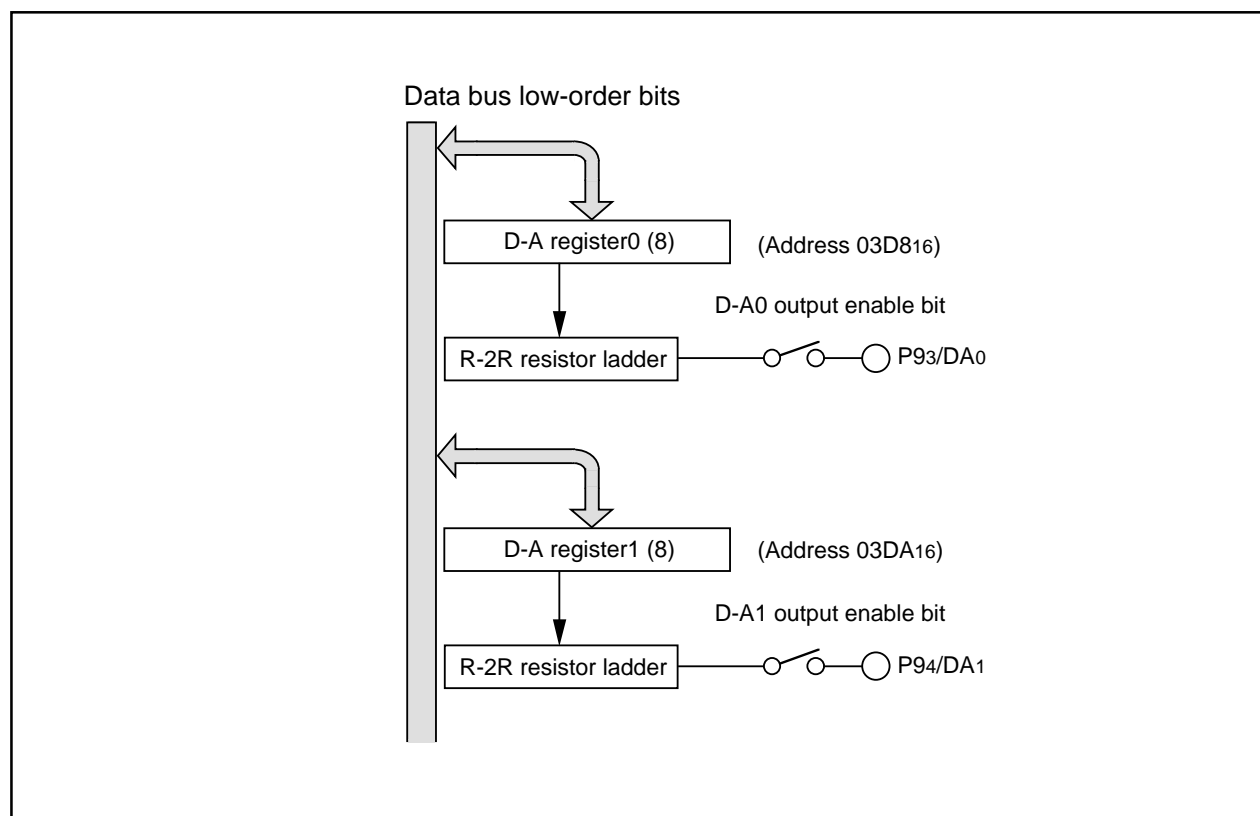 Data bus low-order bits
D-A register0 (8)
(Address 03D816)
D-A0 output enable bit
R-2R resistor ladder
P93/DA0
D-A register1 (8)
(Address 03DA16)
D-A1 output enable bit
R-2R resistor ladder
P94/DA1